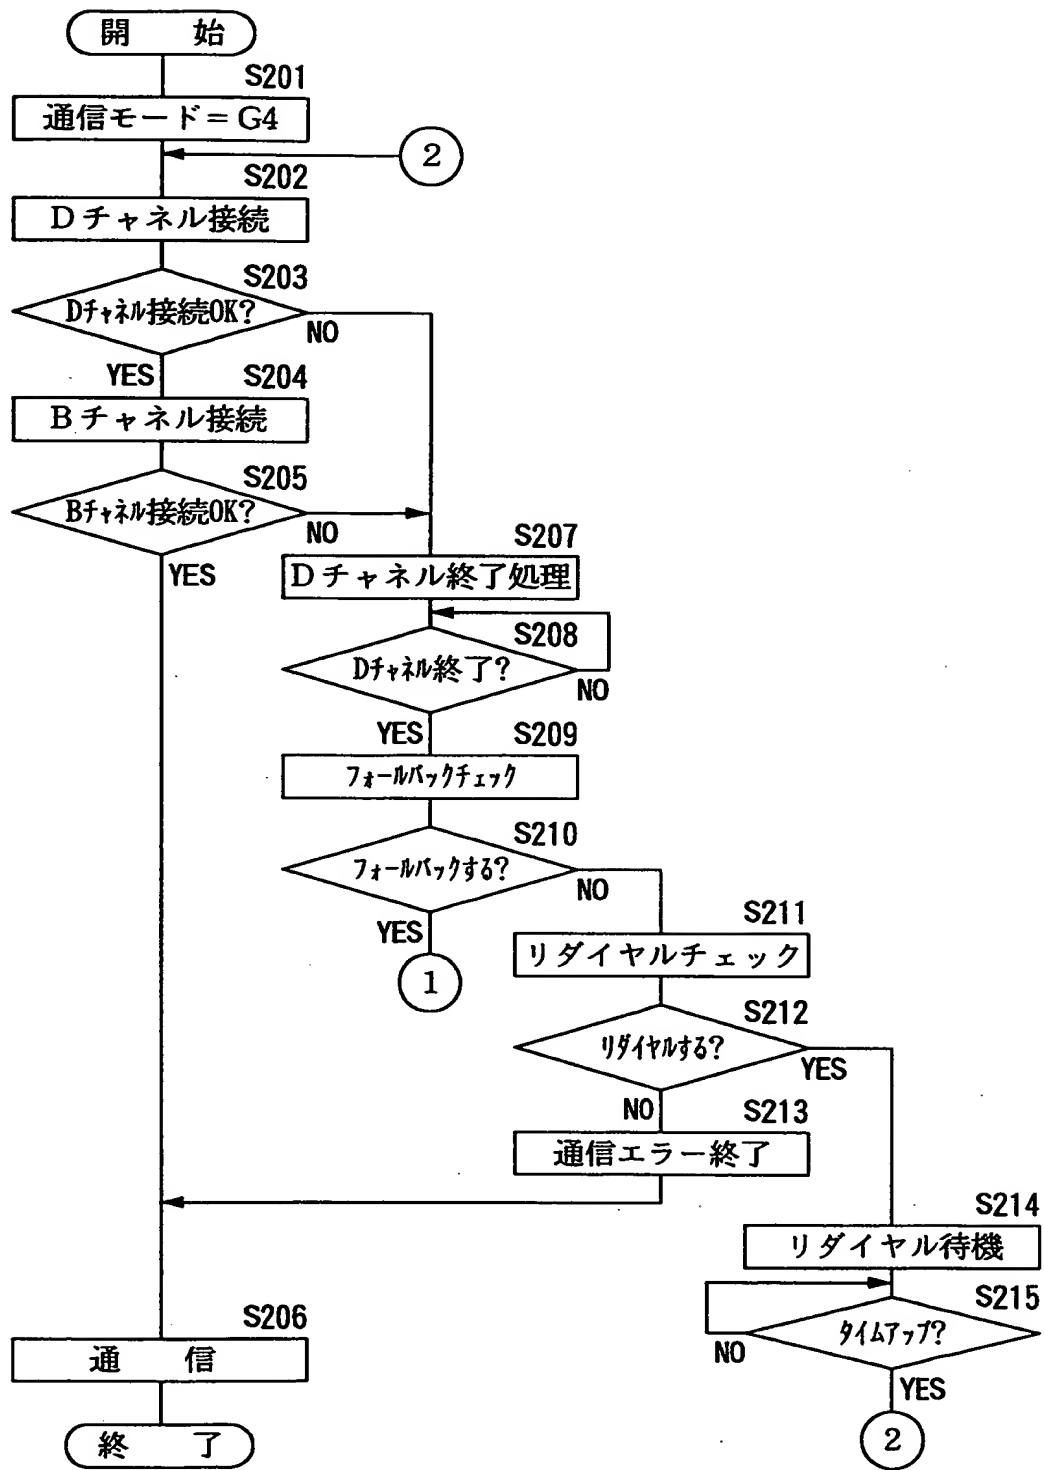 開 始
S201
通信モード=G4
2
S202
Dチャネル接続
S203
Dチャネル接続OK?
NO
YES
S204
Bチャネル接続
S205
Bチャネル接続OK?
NO
YES
S207
Dチャネル終了処理
S208
Dチャネル終了?
NO
YES
S209
フォールバックチェック
S210
フォールバックする?
NO
YES
1
S211
リダイヤルチェック
S212
リダイヤルする?
YES
NO
S213
通信エラー終了
S214
リダイヤル待機
S215
タイムアップ?
NO
YES
2
S206
通 信
終 了